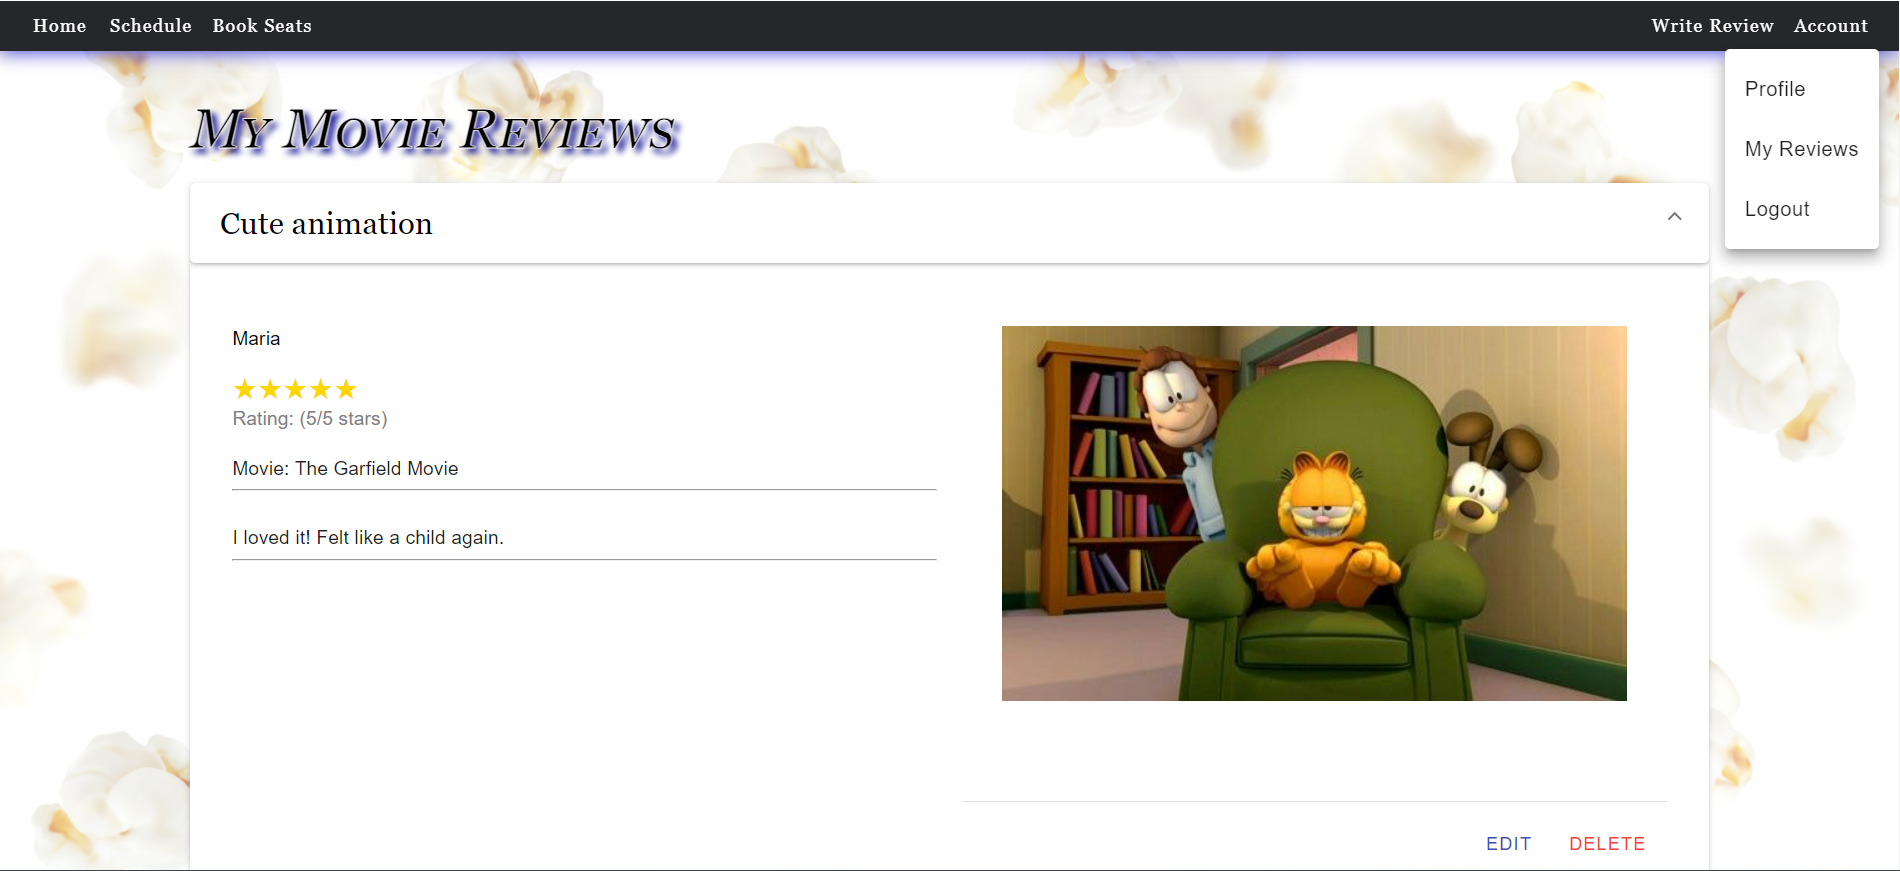 Home Schedule Book Seats Write Review Account
Profile
My Reviews
Logout
My Movie Reviews
Cute animation
Maria
★★★★★
Rating: (5/5 stars)
Movie: The Garfield Movie
I loved it! Felt like a child again.
EDIT DELETE